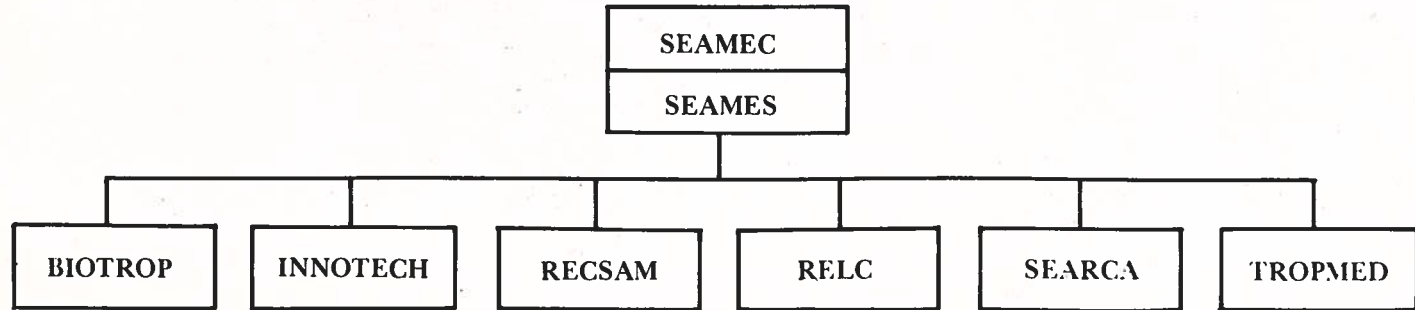 SEAMEC
SEAMES
BIOTROP INNOTECH RECSAM RELC SEARCA TROPMED